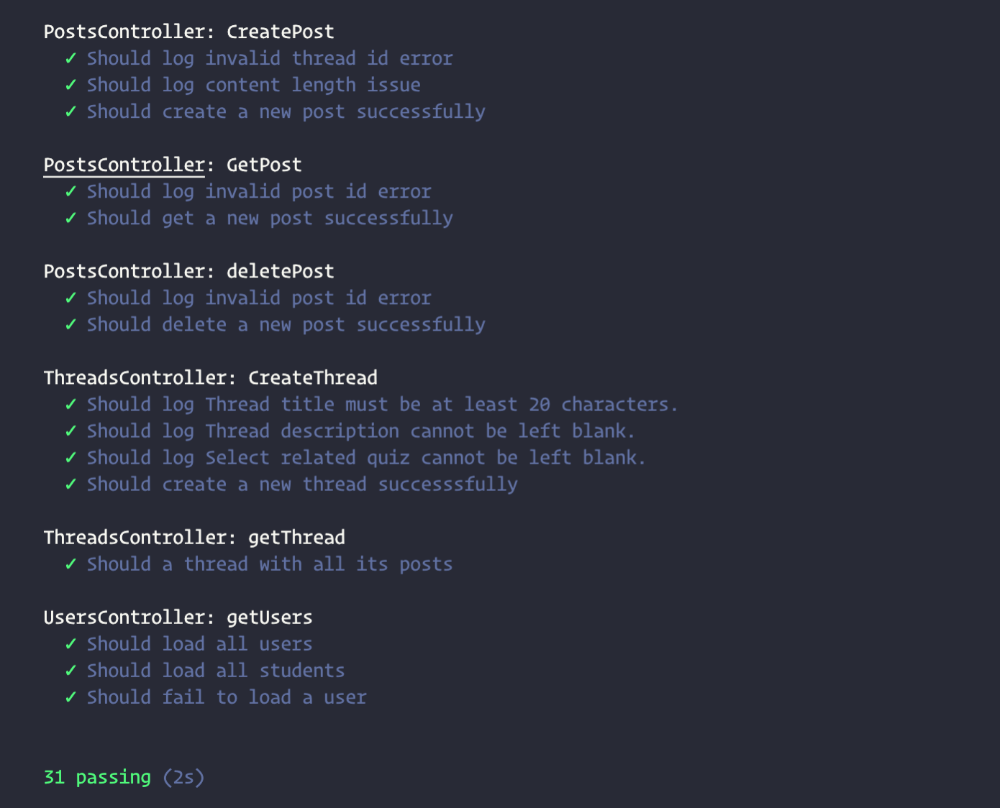 PostsController: CreatePost
✓ Should log invalid thread id error
✓ Should log content length issue
✓ Should create a new post successfully
PostsController: GetPost
✓ Should log invalid post id error
✓ Should get a new post successfully
PostsController: deletePost
✓ Should log invalid post id error
✓ Should delete a new post successfully
ThreadsController: CreateThread
✓ Should log Thread title must be at least 20 characters.
✓ Should log Thread description cannot be left blank.
✓ Should log Select related quiz cannot be left blank.
✓ Should create a new thread successsfully
ThreadsController: getThread
✓ Should a thread with all its posts
UsersController: getUsers
✓ Should load all users
✓ Should load all students
✓ Should fail to load a user
31 passing (2s)